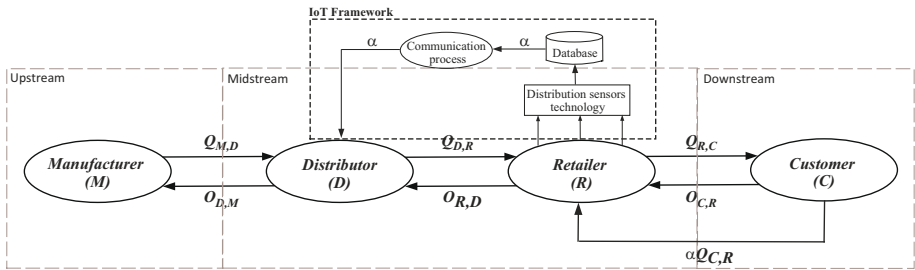 IoT Framework
α
Communication
process
α
Database
Upstream
Midstream
Downstream
Distribution sensors
technology
Q_{M,D}
Q_{D,R}
Q_{R,C}
Manufacturer
(M)
Distributor
(D)
Retailer
(R)
Customer
(C)
O_{D,M}
O_{R,D}
O_{C,R}
αQ_{C,R}